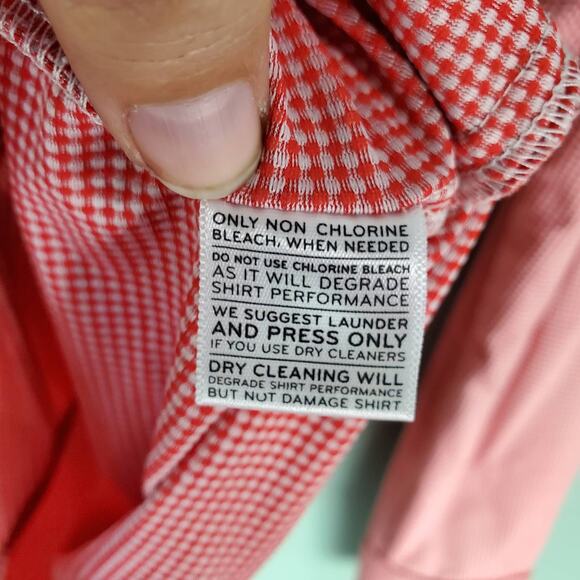 ONLY NON CHLORINE
BLEACH, WHEN NEEDED
DO NOT USE CHLORINE BLEACH
AS IT WILL DEGRADE
SHIRT PERFORMANCE
WE SUGGEST LAUNDER
AND PRESS ONLY
IF YOU USE DRY CLEANERS
DRY CLEANING WILL
DEGRADE SHIRT PERFORMANCE
BUT NOT DAMAGE SHIRT